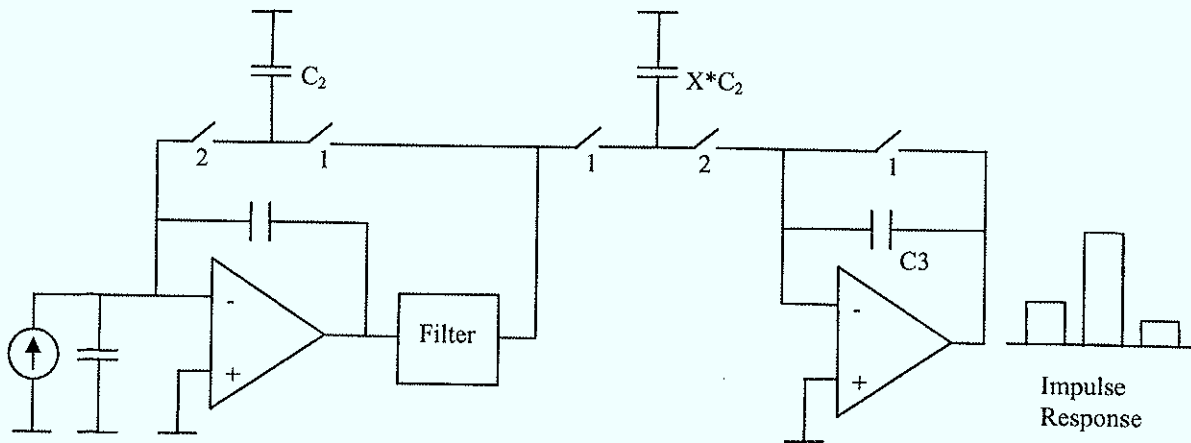 C₂
X*C₂
2
1
1
2
1
C3
-
+
Filter
-
+
Impulse
Response